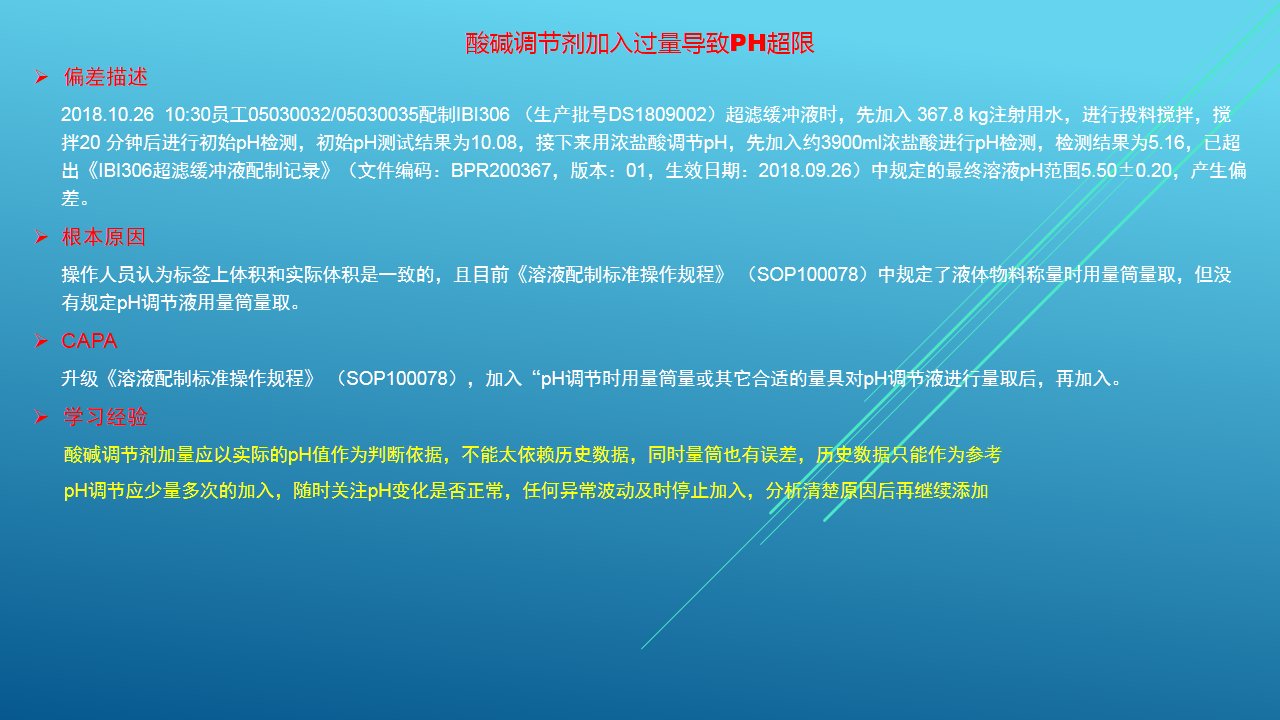 酸碱调节剂加入过量导致PH超限
偏差描述
2018.10.26 10:30员工05030032/05030035配制IBI306 （生产批号DS1809002）超滤缓冲液时，先加入 367.8 kg注射用水，进行投料搅拌，搅
拌20 分钟后进行初始pH检测，初始pH测试结果为10.08，接下来用浓盐酸调节pH，先加入约3900ml浓盐酸进行pH检测，检测结果为5.16，已超
出《IBI306超滤缓冲液配制记录》（文件编码：BPR200367，版本：01，生效日期：2018.09.26）中规定的最终溶液pH范围5.50±0.20，产生偏
差。
根本原因
操作人员认为标签上体积和实际体积是一致的，且目前《溶液配制标准操作规程》 （SOP100078）中规定了液体物料称量时用量筒量取，但没
有规定pH调节液用量筒量取。
CAPA
升级《溶液配制标准操作规程》 （SOP100078），加入“pH调节时用量筒量或其它合适的量具对pH调节液进行量取后，再加入。
学习经验
酸碱调节剂加量应以实际的pH值作为判断依据，不能太依赖历史数据，同时量筒也有误差，历史数据只能作为参考
pH调节应少量多次的加入，随时关注pH变化是否正常，任何异常波动及时停止加入，分析清楚原因后再继续添加